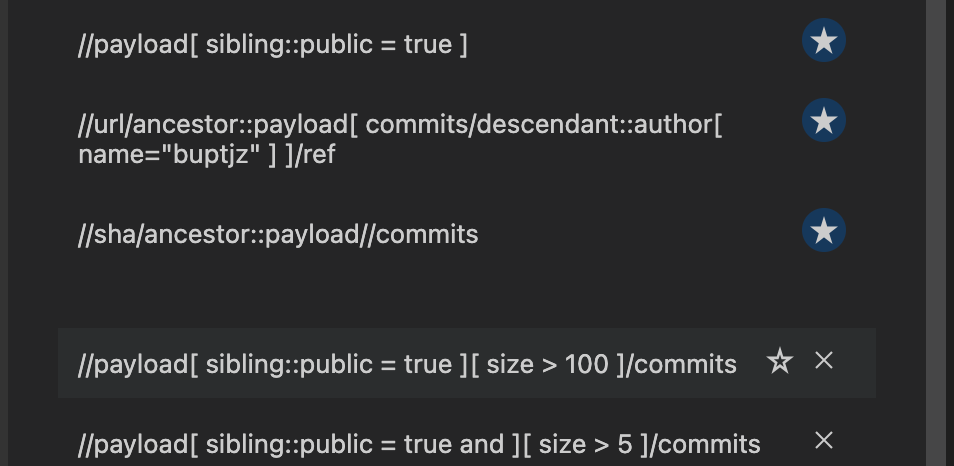 //payload[ sibling::public = true ]
//url/ancestor::payload[ commits/descendant::author[
name="buptjz" ] ]/ref
//sha/ancestor::payload//commits
//payload[ sibling::public = true ][ size > 100 ]/commits
//payload[ sibling::public = true and ][ size > 5 ]/commits